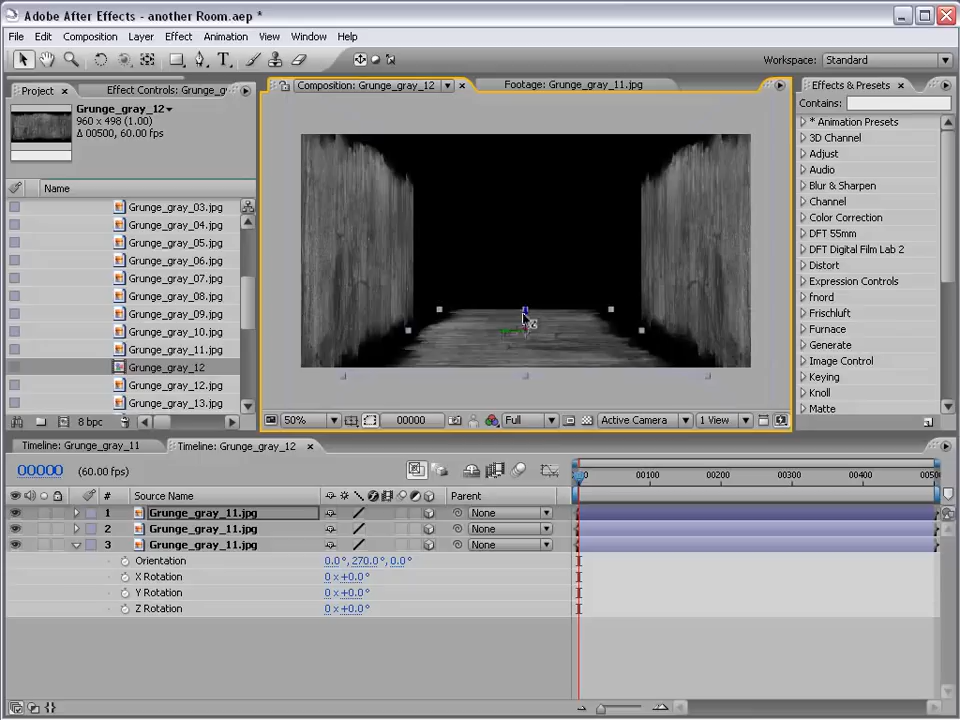 Adobe After Effects - another Room.aep *
File Edit Composition Layer Effect Animation View Window Help
Workspace: Standard
Project Effect Controls: Grunge_g
Composition: Grunge_gray_12
Footage: Grunge_gray_11.jpg
Effects & Presets
Grunge_gray_12
960 x 498 (1.00)
Δ 00500, 60.00 fps
Contains:
Name
Grunge_gray_03.jpg
Grunge_gray_04.jpg
Grunge_gray_05.jpg
Grunge_gray_06.jpg
Grunge_gray_07.jpg
Grunge_gray_08.jpg
Grunge_gray_09.jpg
Grunge_gray_10.jpg
Grunge_gray_11.jpg
Grunge_gray_12
Grunge_gray_12.jpg
Grunge_gray_13.jpg
* Animation Presets
3D Channel
Adjust
Audio
Blur & Sharpen
Channel
Color Correction
DFT 55mm
DFT Digital Film Lab 2
Distort
Expression Controls
fnord
Frischluft
Furnace
Generate
Image Control
Keying
Knoll
Matte
8 bpc
50% 00000 Full Active Camera 1 View
Timeline: Grunge_gray_11 Timeline: Grunge_gray_12
00000 (60.00 fps)
00100 00200 00300 00400 0050
# Source Name Parent
1 Grunge_gray_11.jpg None
2 Grunge_gray_11.jpg None
3 Grunge_gray_11.jpg None
Orientation 0.0°, 270.0°, 0.0°
X Rotation 0 x +0.0°
Y Rotation 0 x +0.0°
Z Rotation 0 x +0.0°